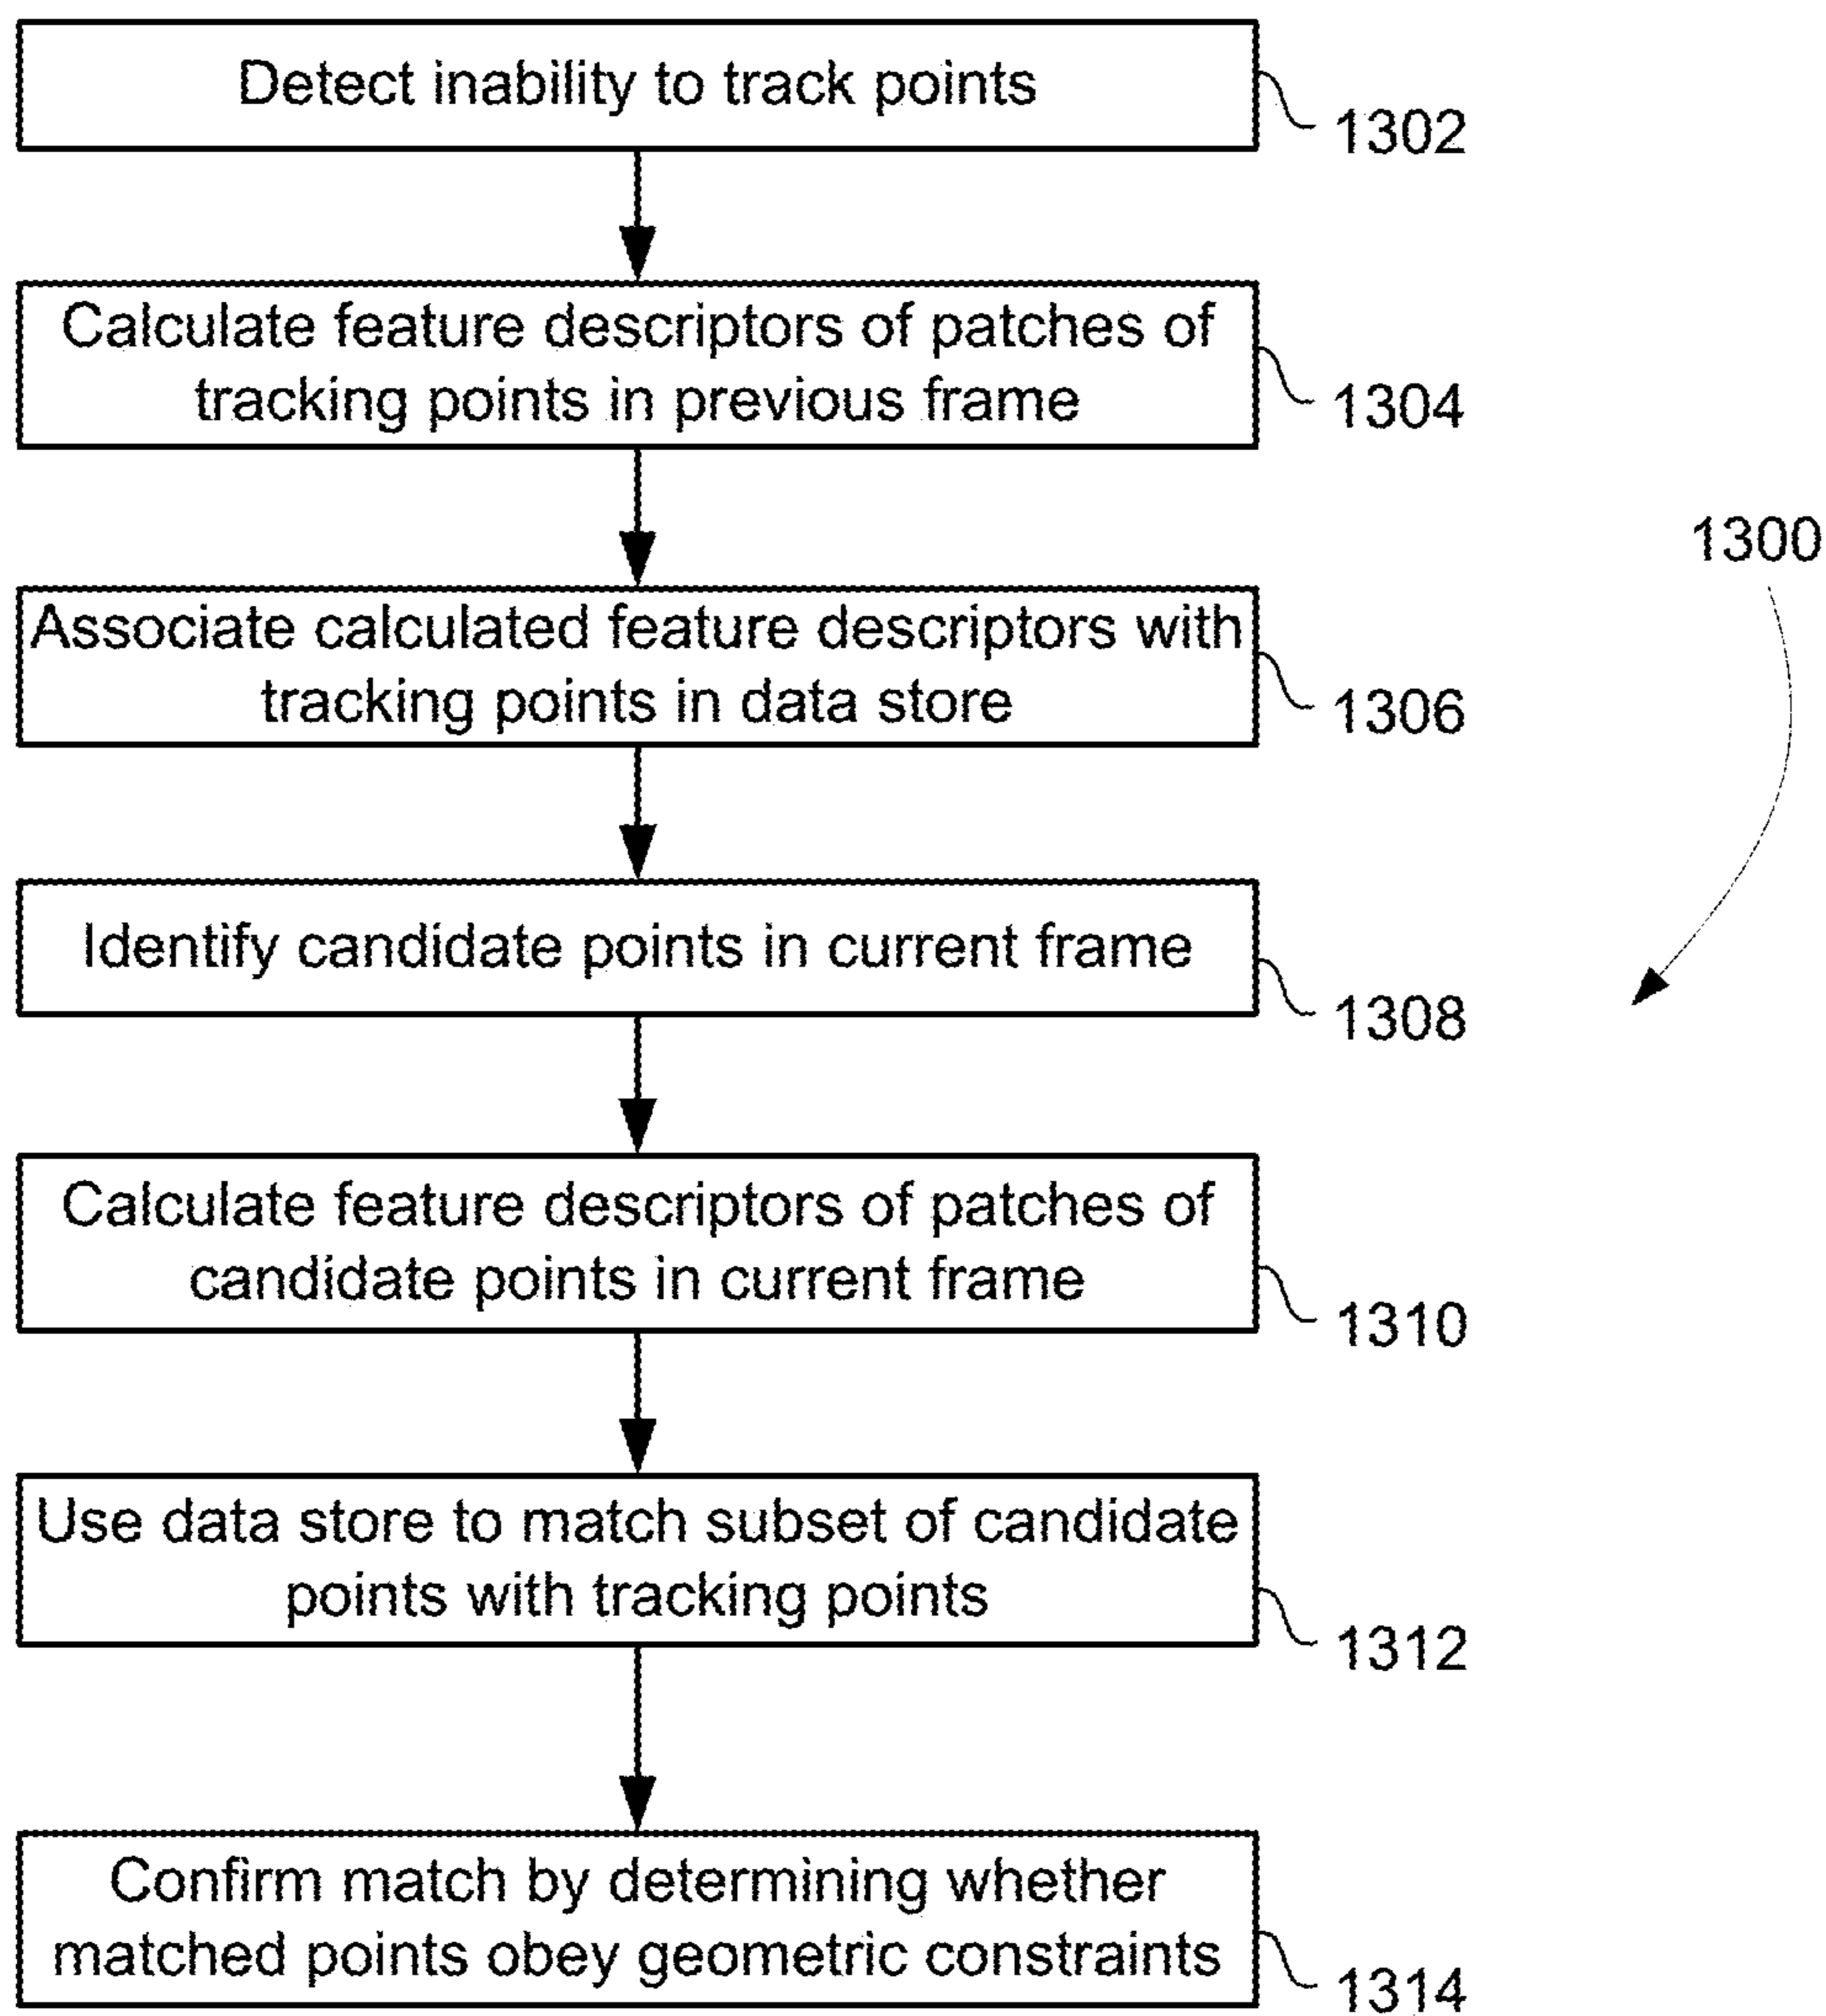 Detect inability to track points
1302
Calculate feature descriptors of patches of
tracking points in previous frame
1304
1300
Associate calculated feature descriptors with
tracking points in data store
1306
Identify candidate points in current frame
1308
Calculate feature descriptors of patches of
candidate points in current frame
1310
Use data store to match subset of candidate
points with tracking points
1312
Confirm match by determining whether
matched points obey geometric constraints
1314